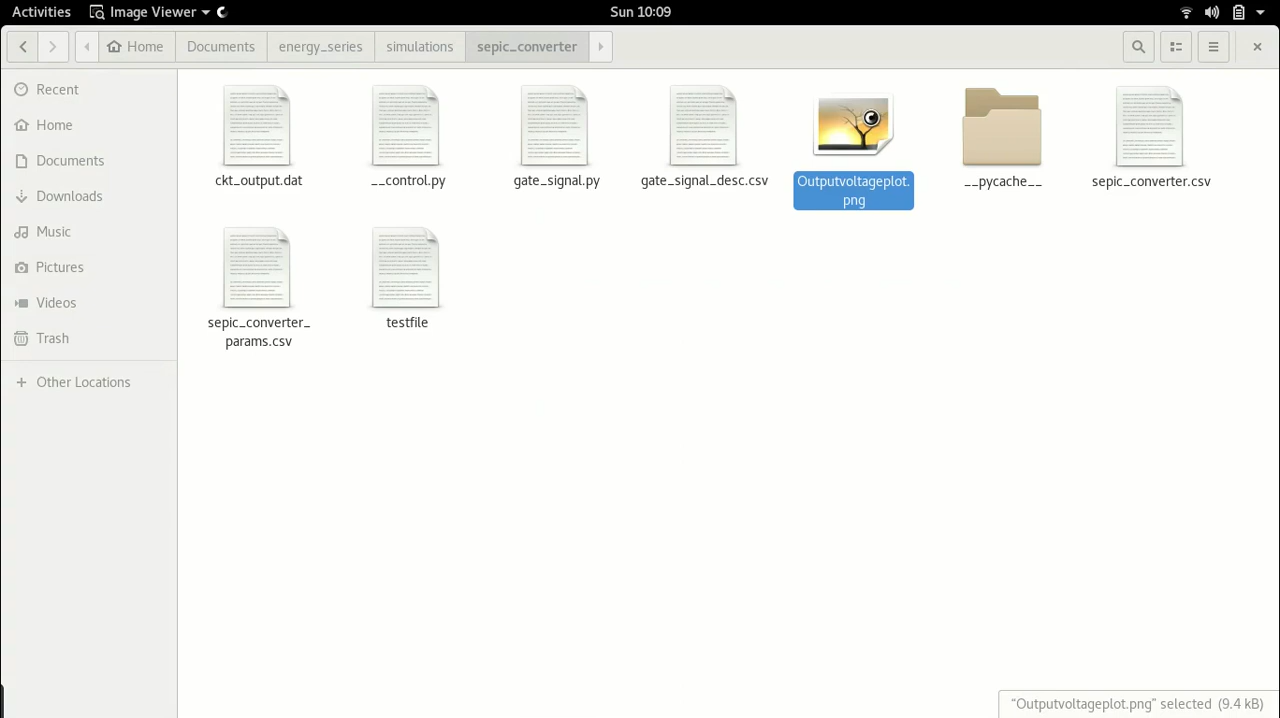 Activities Image Viewer Sun 10:09
Home Documents energy_series simulations sepic_converter
Recent
Home
Documents
Downloads
Music
Pictures
Videos
Trash
Other Locations
ckt_output.dat
__control.py
gate_signal.py
gate_signal_desc.csv
Outputvoltageplot.
png
__pycache__
sepic_converter.csv
sepic_converter_
params.csv
testfile
"Outputvoltageplot.png" selected (9.4 kB)